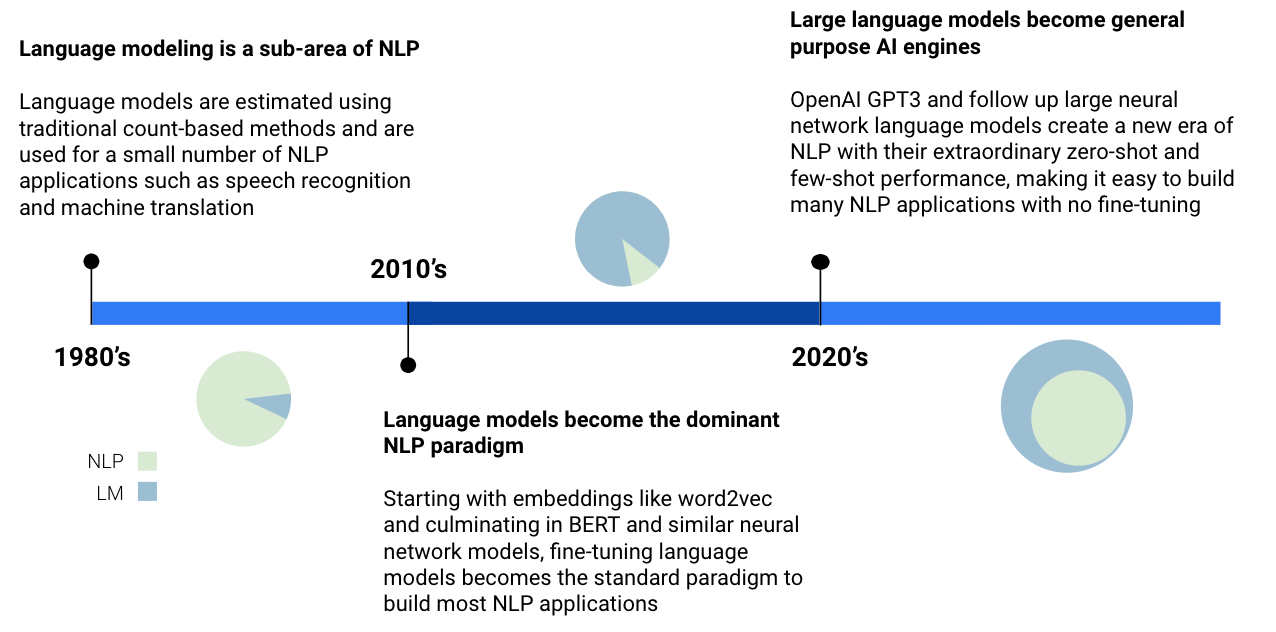 Language modeling is a sub-area of NLP
Language models are estimated using
traditional count-based methods and are
used for a small number of NLP
applications such as speech recognition
and machine translation
Large language models become general
purpose AI engines
OpenAI GPT3 and follow up large neural
network language models create a new era of
NLP with their extraordinary zero-shot and
few-shot performance, making it easy to build
many NLP applications with no fine-tuning
2010’s
1980’s
2020’s
NLP
LM
Language models become the dominant
NLP paradigm
Starting with embeddings like word2vec
and culminating in BERT and similar neural
network models, fine-tuning language
models becomes the standard paradigm to
build most NLP applications